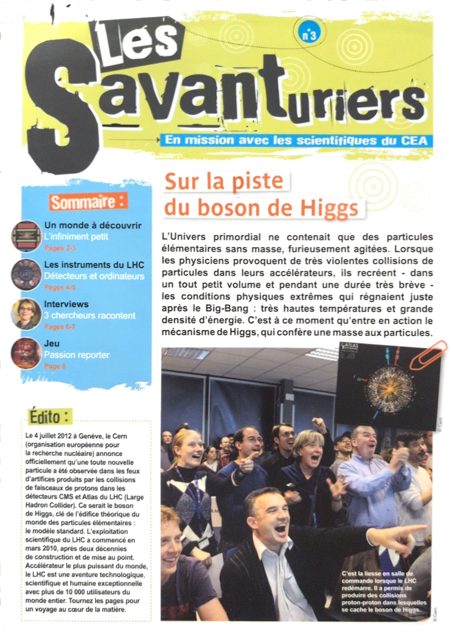 Les
n°3
Savanturiers
En mission avec les scientifiques du CEA
Sommaire :
Un monde à découvrir
L'infiniment petit
Pages 2-3
Les instruments du LHC
Détecteurs et ordinateurs
Pages 4-5
Interviews
3 chercheurs racontent
Pages 6-7
Jeu
Passion reporter
Page 8
Sur la piste
du boson de Higgs
L'Univers primordial ne contenait que des particules
élémentaires sans masse, furieusement agitées. Lorsque
les physiciens provoquent de très violentes collisions de
particules dans leurs accélérateurs, ils recréent - dans
un tout petit volume et pendant une durée très brève -
les conditions physiques extrêmes qui régnaient juste
après le Big-Bang : très hautes températures et grande
densité d'énergie. C'est à ce moment qu'entre en action le
mécanisme de Higgs, qui confère une masse aux particules.
Édito :
Le 4 juillet 2012 à Genève, le Cern
(organisation européenne pour
la recherche nucléaire) annonce
officiellement qu'une toute nouvelle
particule a été observée dans les feux
d'artifices produits par les collisions
de faisceaux de protons dans les
détecteurs CMS et Atlas du LHC (Large
Hadron Collider). Ce serait le boson
de Higgs, clé de l'édifice théorique du
monde des particules élémentaires :
le modèle standard. L'exploitation
scientifique du LHC a commencé en
mars 2010, après deux décennies
de construction et de mise au point.
Accélérateur le plus puissant du monde,
le LHC est une aventure technologique,
scientifique et humaine exceptionnelle
avec plus de 10 000 utilisateurs du
monde entier. Tournez les pages pour
un voyage au cœur de la matière.
ATLAS
© Cern
C'est la liesse en salle de
commande lorsque le LHC
redémarre. Il a permis de
produire des collisions
proton-proton dans lesquelles
se cache le boson de Higgs.
© Cern